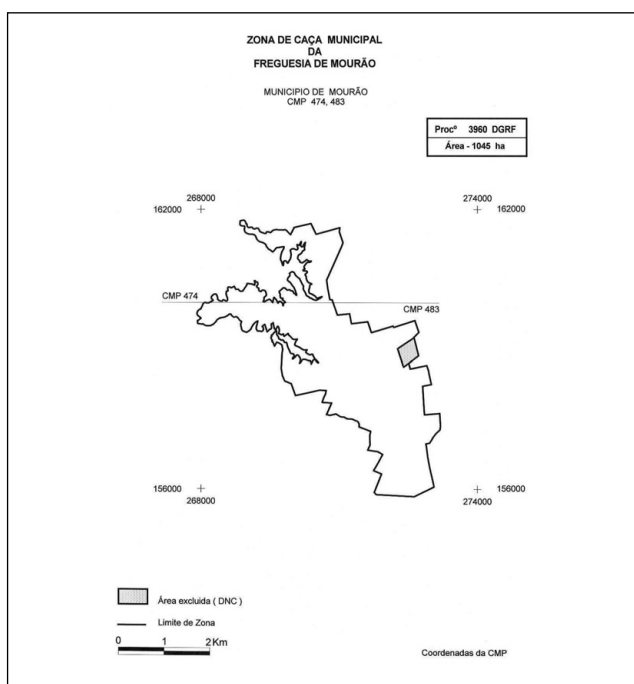 ZONA DE CAÇA MUNICIPAL
DA
FREGUESIA DE MOURÃO
MUNICIPIO DE MOURÃO
CMP 474, 483
Procº 3960 DGRF
Área - 1045 ha
268000
274000
162000
162000
CMP 474
CMP 483
156000
156000
268000
274000
Área excluida ( DNC )
Limite de Zona
0 1 2 Km
Coordenadas da CMP